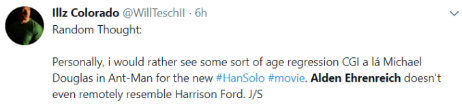 Illz Colorado @WillTeschII · 6h
Random Thought:
Personally, i would rather see some sort of age regression CGI a lá Michael
Douglas in Ant-Man for the new #HanSolo #movie. Alden Ehrenreich doesn't
even remotely resemble Harrison Ford. J/S